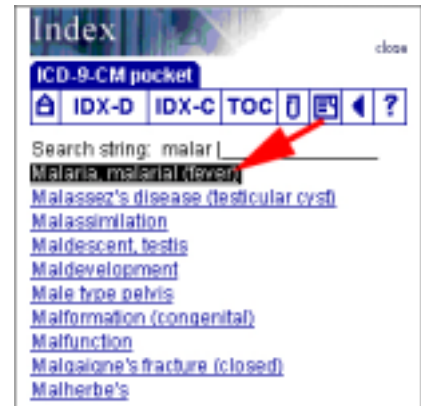 Index
close
ICD-9-CM pocket
IDX-D IDX-C TOC ?
Search string: malar
Malaria, malarial (fever)
Malassez's disease (testicular cyst)
Malassimilation
Maldescent, testis
Maldevelopment
Male type pelvis
Malformation (congenital)
Malfunction
Malgaigne's fracture (closed)
Malherbe's